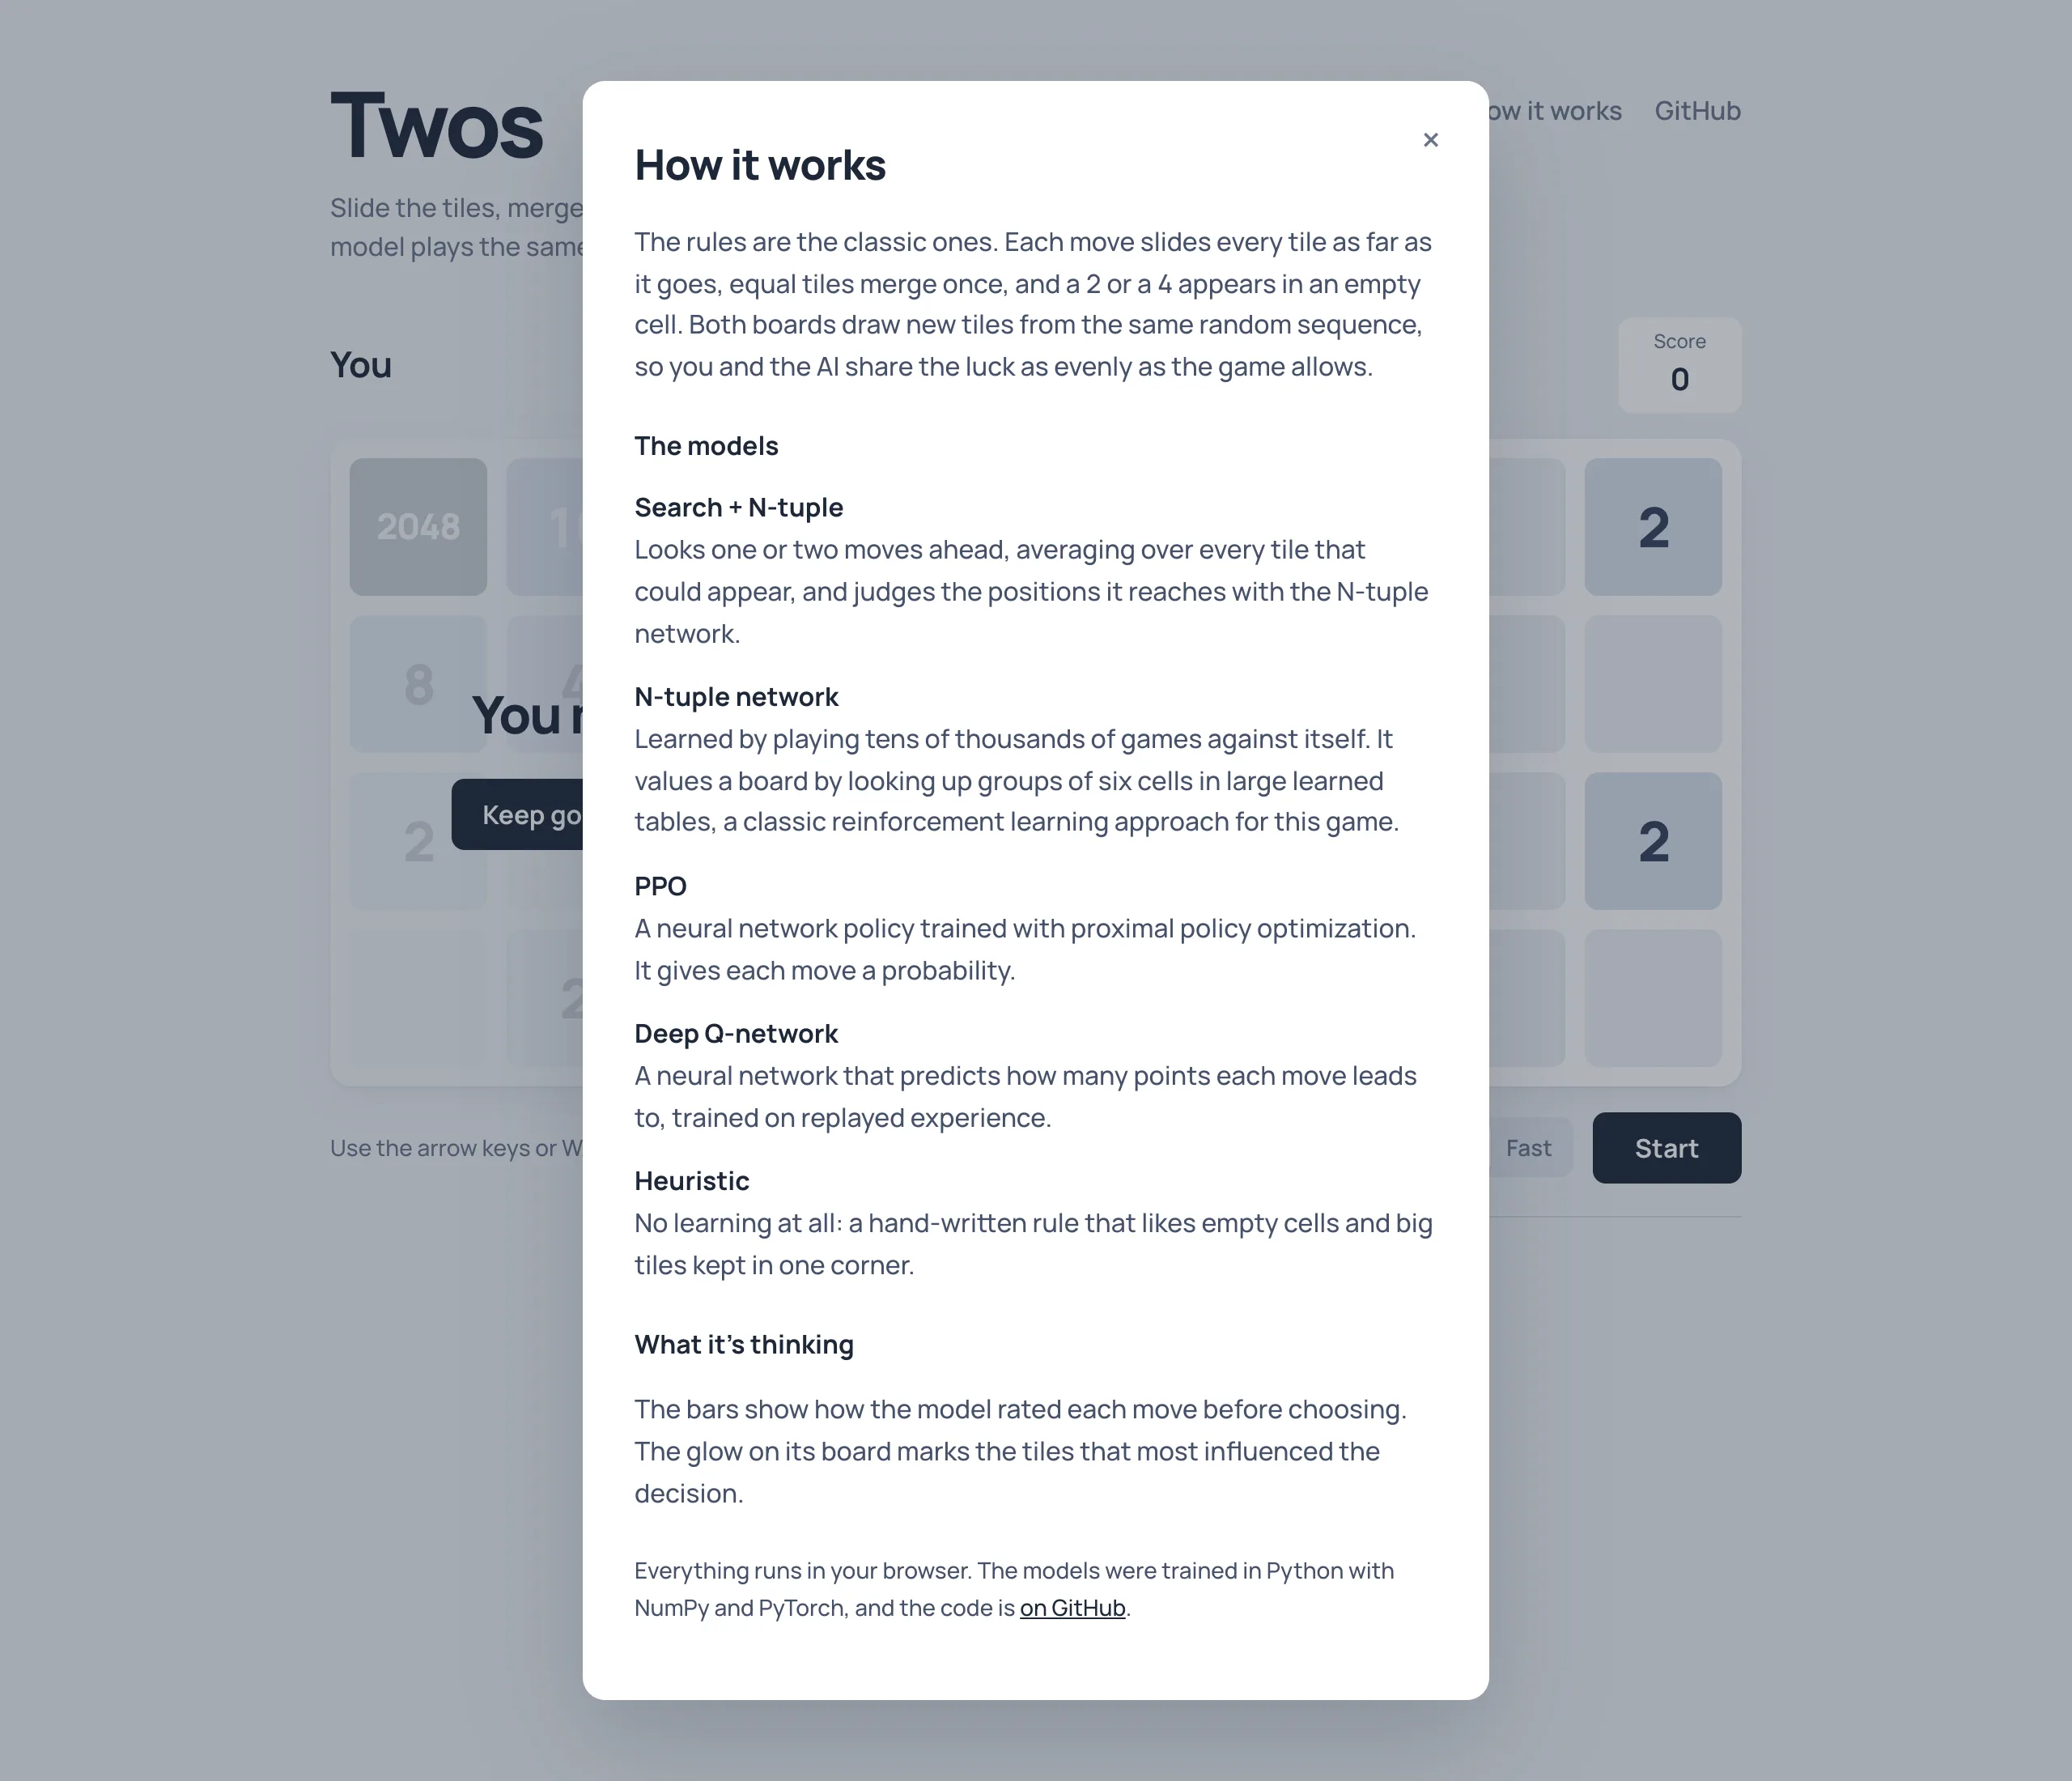 Twos
ow it works
GitHub
Slide the tiles, merge
model plays the same
You
Score
0
2048
8
4
You
Keep go
2
2
2
2
Use the arrow keys or W
Fast
Start
How it works
×
The rules are the classic ones. Each move slides every tile as far as
it goes, equal tiles merge once, and a 2 or a 4 appears in an empty
cell. Both boards draw new tiles from the same random sequence,
so you and the AI share the luck as evenly as the game allows.
The models
Search + N-tuple
Looks one or two moves ahead, averaging over every tile that
could appear, and judges the positions it reaches with the N-tuple
network.
N-tuple network
Learned by playing tens of thousands of games against itself. It
values a board by looking up groups of six cells in large learned
tables, a classic reinforcement learning approach for this game.
PPO
A neural network policy trained with proximal policy optimization.
It gives each move a probability.
Deep Q-network
A neural network that predicts how many points each move leads
to, trained on replayed experience.
Heuristic
No learning at all: a hand-written rule that likes empty cells and big
tiles kept in one corner.
What it’s thinking
The bars show how the model rated each move before choosing.
The glow on its board marks the tiles that most influenced the
decision.
Everything runs in your browser. The models were trained in Python with
NumPy and PyTorch, and the code is on GitHub.